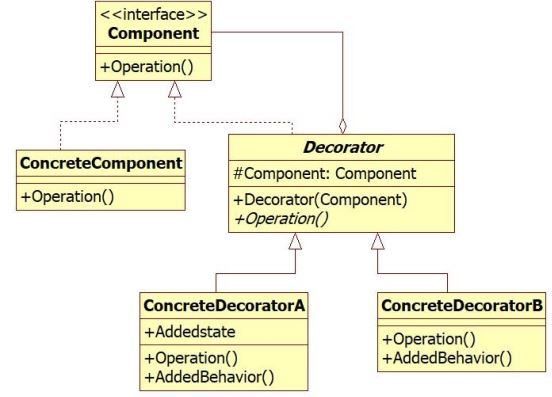 <<interface>>
Component
+Operation()
ConcreteComponent
+Operation()
Decorator
#Component: Component
+Decorator(Component)
+Operation()
ConcreteDecoratorA
+Addedstate
+Operation()
+AddedBehavior()
ConcreteDecoratorB
+Operation()
+AddedBehavior()